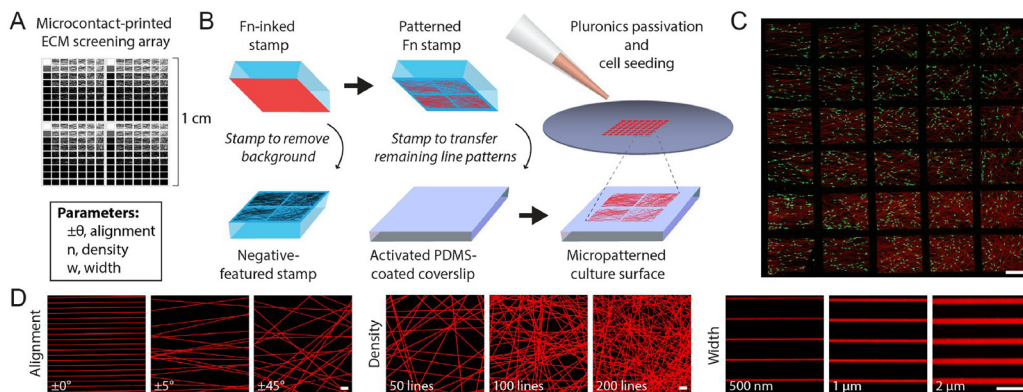 A
Microcontact-printed
ECM screening array
1 cm
Parameters:
±θ, alignment
n, density
w, width
B
Fn-inked
stamp
Patterned
Fn stamp
Pluronics passivation
and
cell seeding
Stamp to remove
background
Stamp to transfer
remaining line patterns
Negative-
featured stamp
Activated PDMS-
coated coverslip
Micropatterned
culture surface
C
D
Alignment
±0°
±5°
±45°
Density
50 lines
100 lines
200 lines
Width
500 nm
1 µm
2 µm